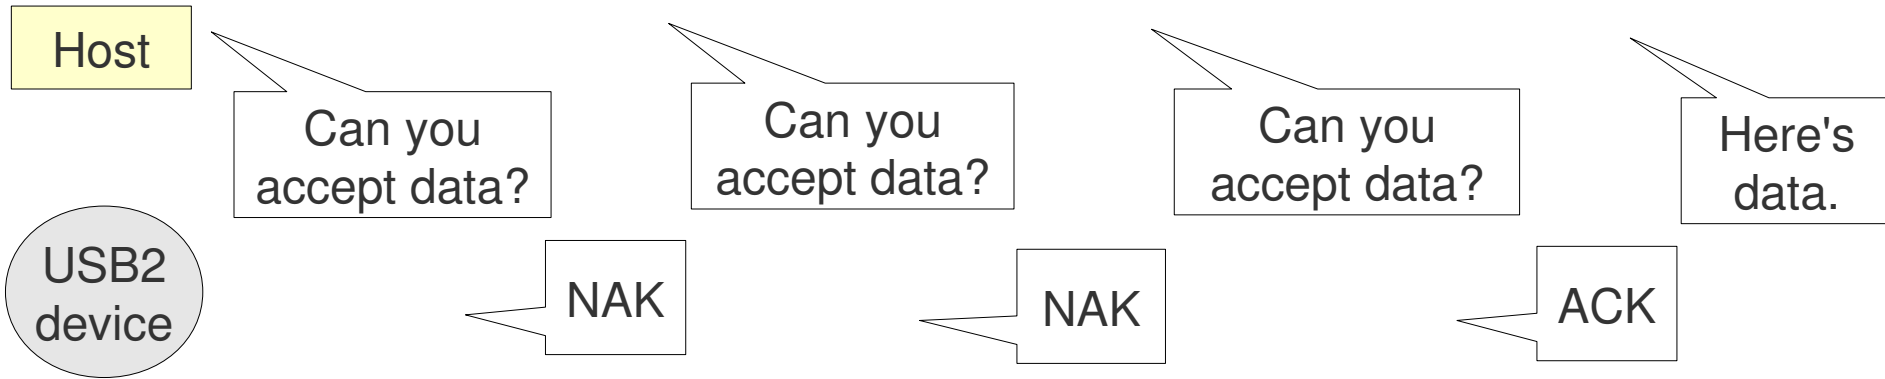 Host
Can you
accept data?
Can you
accept data?
Can you
accept data?
Here's
data.
USB2
device
NAK
NAK
ACK